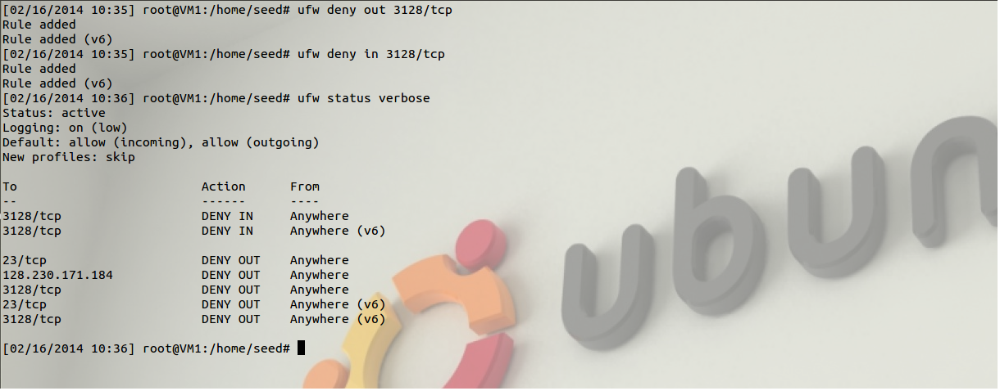 [02/16/2014 10:35] root@VM1:/home/seed# ufw deny out 3128/tcp
Rule added
Rule added (v6)
[02/16/2014 10:35] root@VM1:/home/seed# ufw deny in 3128/tcp
Rule added
Rule added (v6)
[02/16/2014 10:36] root@VM1:/home/seed# ufw status verbose
Status: active
Logging: on (low)
Default: allow (incoming), allow (outgoing)
New profiles: skip
To                         Action      From
--                         ------      ----
3128/tcp                   DENY IN     Anywhere
3128/tcp                   DENY IN     Anywhere (v6)
23/tcp                     DENY OUT    Anywhere
128.230.171.184            DENY OUT    Anywhere
3128/tcp                   DENY OUT    Anywhere
23/tcp                     DENY OUT    Anywhere (v6)
3128/tcp                   DENY OUT    Anywhere (v6)
[02/16/2014 10:36] root@VM1:/home/seed#
ubun